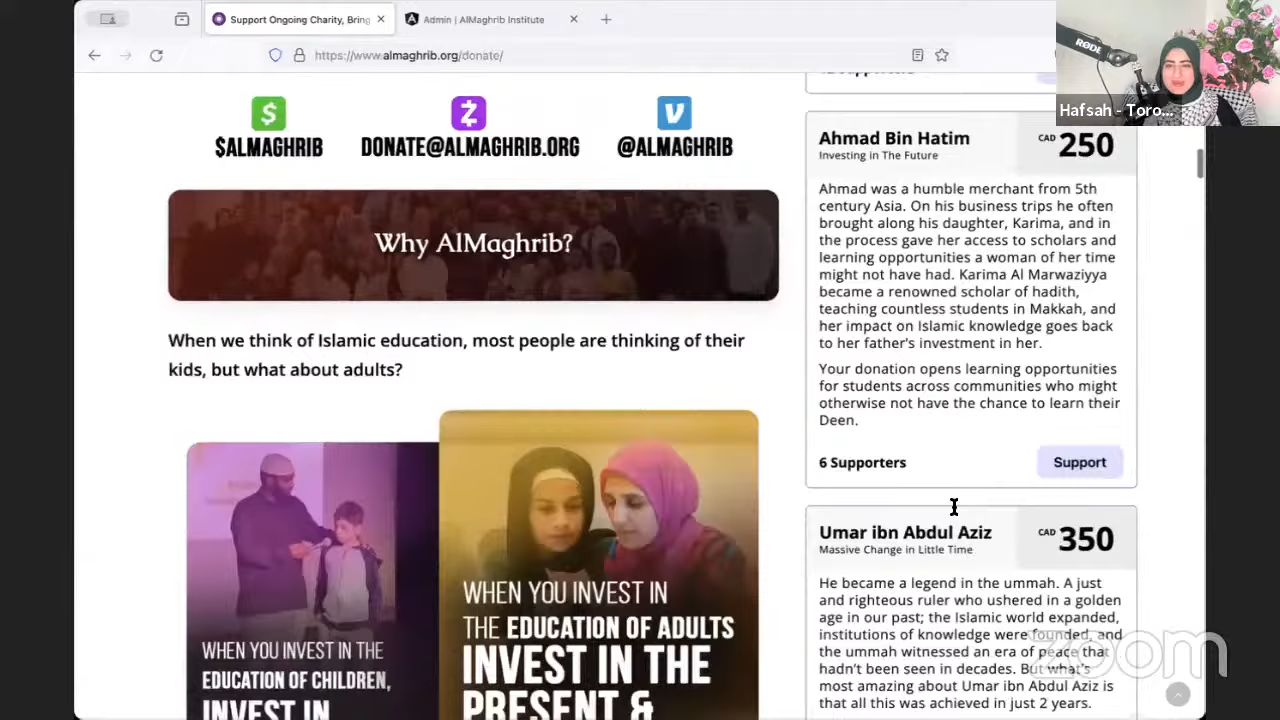 Support Ongoing Charity, Bring
Admin | AlMaghrib Institute
https://www.almaghrib.org/donate/
RØDE
Hafsah - Toro...
$ALMAGHRIB
DONATE@ALMAGHRIB.ORG
@ALMAGHRIB
Why AlMaghrib?
When we think of Islamic education, most people are thinking of their
kids, but what about adults?
WHEN YOU INVEST IN THE
EDUCATION OF CHILDREN,
INVEST IN
WHEN YOU INVEST IN
THE EDUCATION OF ADULTS
INVEST IN THE
PRESENT &
Ahmad Bin Hatim
CAD 250
Investing in The Future
Ahmad was a humble merchant from 5th
century Asia. On his business trips he often
brought along his daughter, Karima, and in
the process gave her access to scholars and
learning opportunities a woman of her time
might not have had. Karima Al Marwaziyya
became a renowned scholar of hadith,
teaching countless students in Makkah, and
her impact on Islamic knowledge goes back
to her father's investment in her.
Your donation opens learning opportunities
for students across communities who might
otherwise not have the chance to learn their
Deen.
6 Supporters
Support
Umar ibn Abdul Aziz
CAD 350
Massive Change in Little Time
He became a legend in the ummah. A just
and righteous ruler who ushered in a golden
age in our past; the Islamic world expanded,
institutions of knowledge were founded, and
the ummah witnessed an era of peace that
hadn't been seen in decades. But what's
most amazing about Umar ibn Abdul Aziz is
that all this was achieved in just 2 years.
zoom